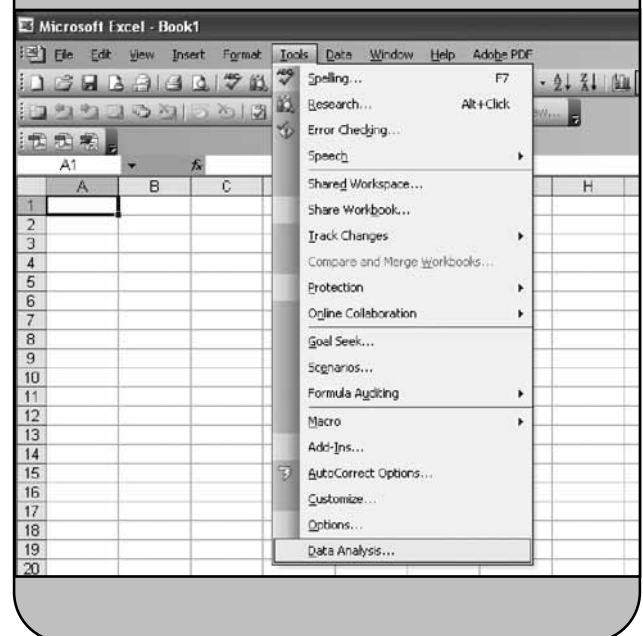 Microsoft Excel - Book1
File Edit View Insert Format Tools Data Window Help Adobe PDF
Spelling... F7
Research... Alt+Click
Error Checking...
Speech
A1 fx
Shared Workspace...
A B C H
Share Workbook...
1
Track Changes
2
3
Compare and Merge Workbooks...
4
Protection
5
6
Online Collaboration
7
Goal Seek...
8
9
Scenarios...
10
Formula Auditing
11
12
Macro
13
Add-Ins...
14
AutoCorrect Options...
15
16
Customize...
17
Options...
18
19
Data Analysis...
20